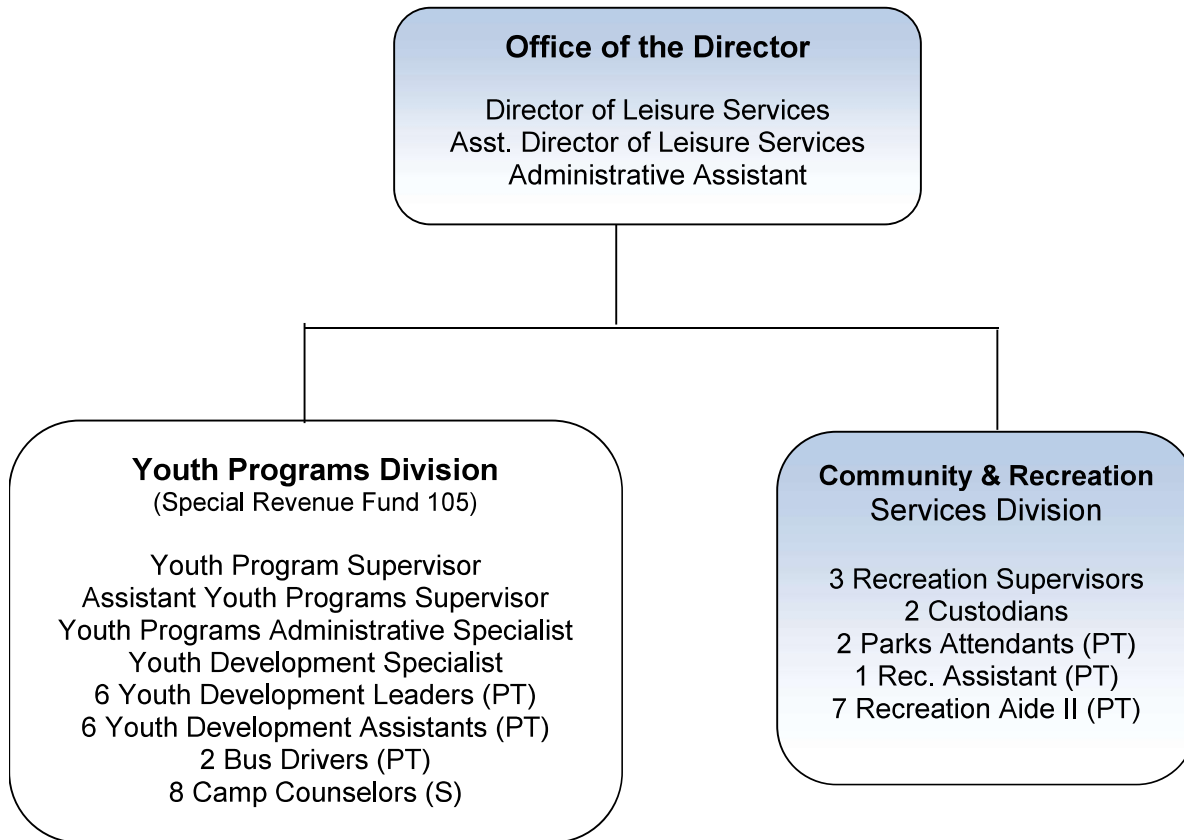 Office of the Director
Director of Leisure Services
Asst. Director of Leisure Services
Administrative Assistant
Youth Programs Division
(Special Revenue Fund 105)
Youth Program Supervisor
Assistant Youth Programs Supervisor
Youth Programs Administrative Specialist
Youth Development Specialist
6 Youth Development Leaders (PT)
6 Youth Development Assistants (PT)
2 Bus Drivers (PT)
8 Camp Counselors (S)
Community & Recreation
Services Division
3 Recreation Supervisors
2 Custodians
2 Parks Attendants (PT)
1 Rec. Assistant (PT)
7 Recreation Aide II (PT)